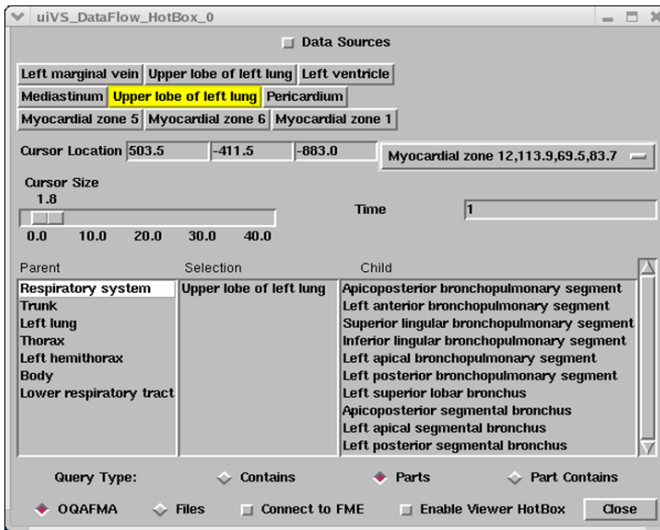 uiVS_DataFlow_HotBox_0
Data Sources
Left marginal vein Upper lobe of left lung Left ventricle
Mediastinum Upper lobe of left lung Pericardium
Myocardial zone 5 Myocardial zone 6 Myocardial zone 1
Cursor Location 503.5 -411.5 -883.0 Myocardial zone 12,113.9,69.5,83.7
Cursor Size
1.8
Time 1
0.0 10.0 20.0 30.0 40.0
Parent Selection Child
Respiratory system Upper lobe of left lung Apicoposterior bronchopulmonary segment
Trunk Left anterior bronchopulmonary segment
Left lung Superior lingular bronchopulmonary segment
Thorax Inferior lingular bronchopulmonary segment
Left hemithorax Left apical bronchopulmonary segment
Body Left posterior bronchopulmonary segment
Lower respiratory tract Left superior lobar bronchus
Apicoposterior segmental bronchus
Left apical segmental bronchus
Left posterior segmental bronchus
Query Type: Contains Parts Part Contains
OQAFMA Files Connect to FME Enable Viewer HotBox Close